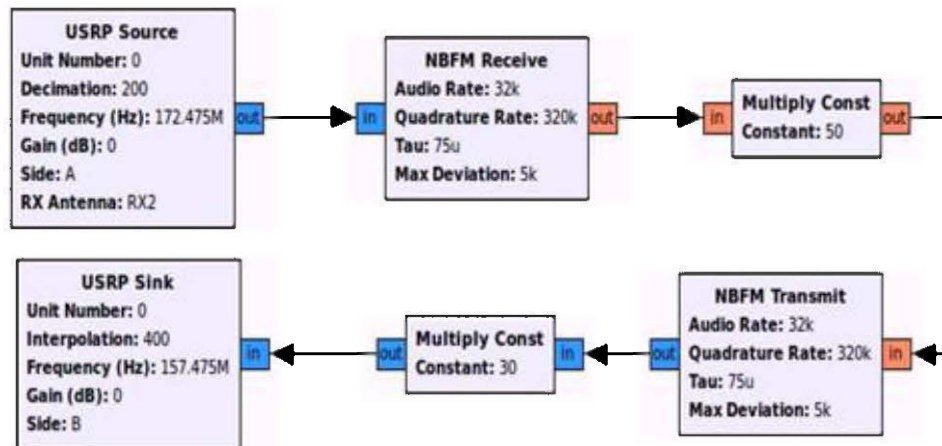 USRP Source
Unit Number: 0
Decimation: 200
Frequency (Hz): 172.475M
Gain (dB): 0
Side: A
RX Antenna: RX2
out
in
NBFM Receive
Audio Rate: 32k
Quadrature Rate: 320k
Tau: 75u
Max Deviation: 5k
out
in
Multiply Const
Constant: 50
out
USRP Sink
Unit Number: 0
Interpolation: 400
Frequency (Hz): 157.475M
Gain (dB): 0
Side: B
in
out
Multiply Const
Constant: 30
in
out
NBFM Transmit
Audio Rate: 32k
Quadrature Rate: 320k
Tau: 75u
Max Deviation: 5k
in